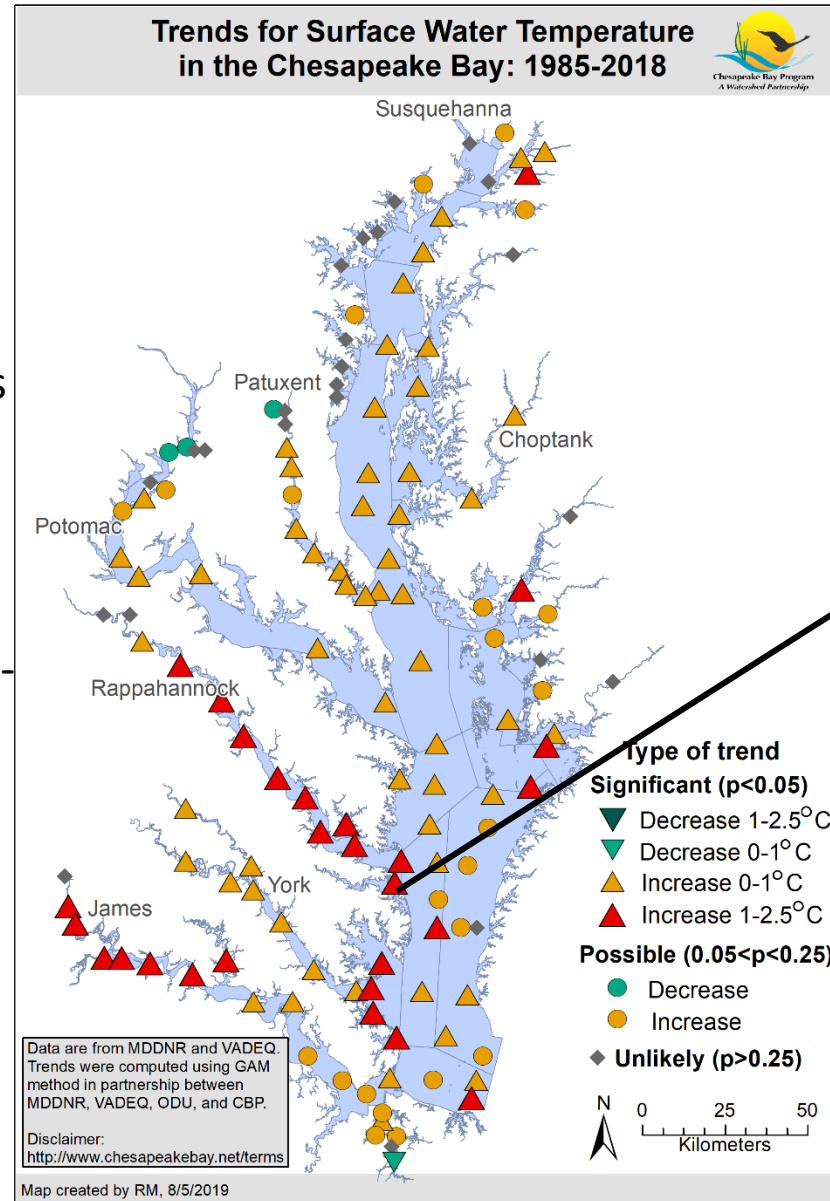 Trends for Surface Water Temperature
in the Chesapeake Bay: 1985-2018
Chesapeake Bay Program
A Watershed Partnership
Susquehanna
s
Patuxent
Choptank
Potomac
-
Rappahannock
York
James
Type of trend
Significant (p<0.05)
Decrease 1-2.5°C
Decrease 0-1°C
Increase 0-1°C
Increase 1-2.5°C
Possible (0.05<p<0.25)
Decrease
Increase
Unlikely (p>0.25)
N
0 25 50
Kilometers
Data are from MDDNR and VADEQ.
Trends were computed using GAM
method in partnership between
MDDNR, VADEQ, ODU, and CBP.
Disclaimer:
http://www.chesapeakebay.net/terms
Map created by RM, 8/5/2019